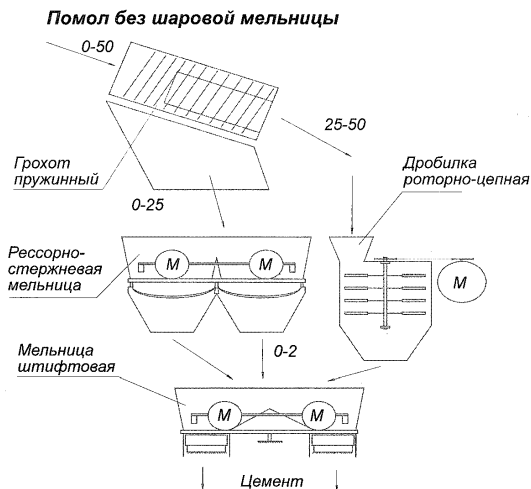 Помол без шаровой мельницы
0-50
25-50
Грохот
пружинный
Дробилка
роторно-цепная
0-25
Рессорно-
стержневая
мельница
М
М
М
0-2
Мельница
штифтовая
М
М
Цемент